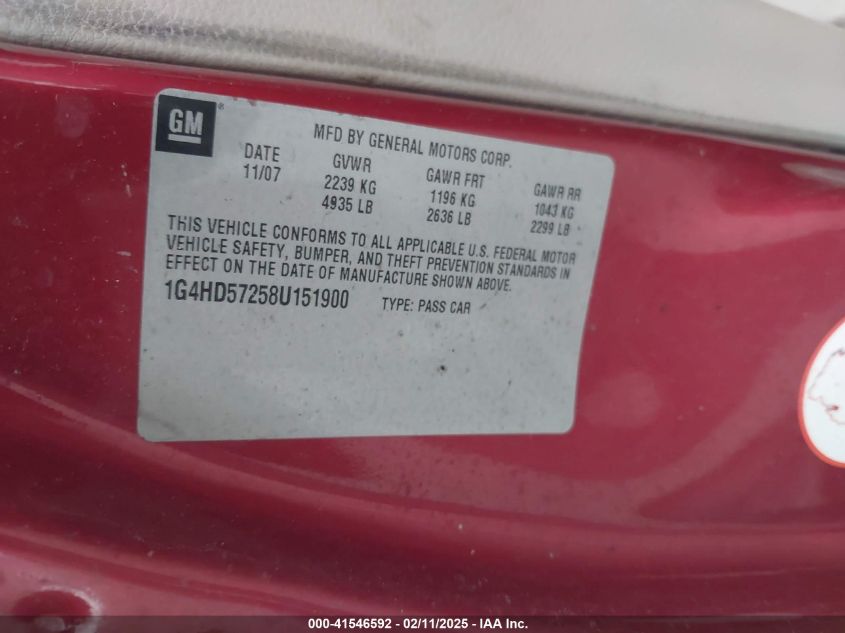 GM ®
MFD BY GENERAL MOTORS CORP.
DATE GVWR GAWR FRT GAWR RR
11/07 2239 KG 1196 KG 1043 KG
4935 LB 2636 LB 2299 LB
THIS VEHICLE CONFORMS TO ALL APPLICABLE U.S. FEDERAL MOTOR
VEHICLE SAFETY, BUMPER, AND THEFT PREVENTION STANDARDS IN
EFFECT ON THE DATE OF MANUFACTURE SHOWN ABOVE.
1G4HD57258U151900 TYPE: PASS CAR
000-41546592 - 02/11/2025 - IAA Inc.